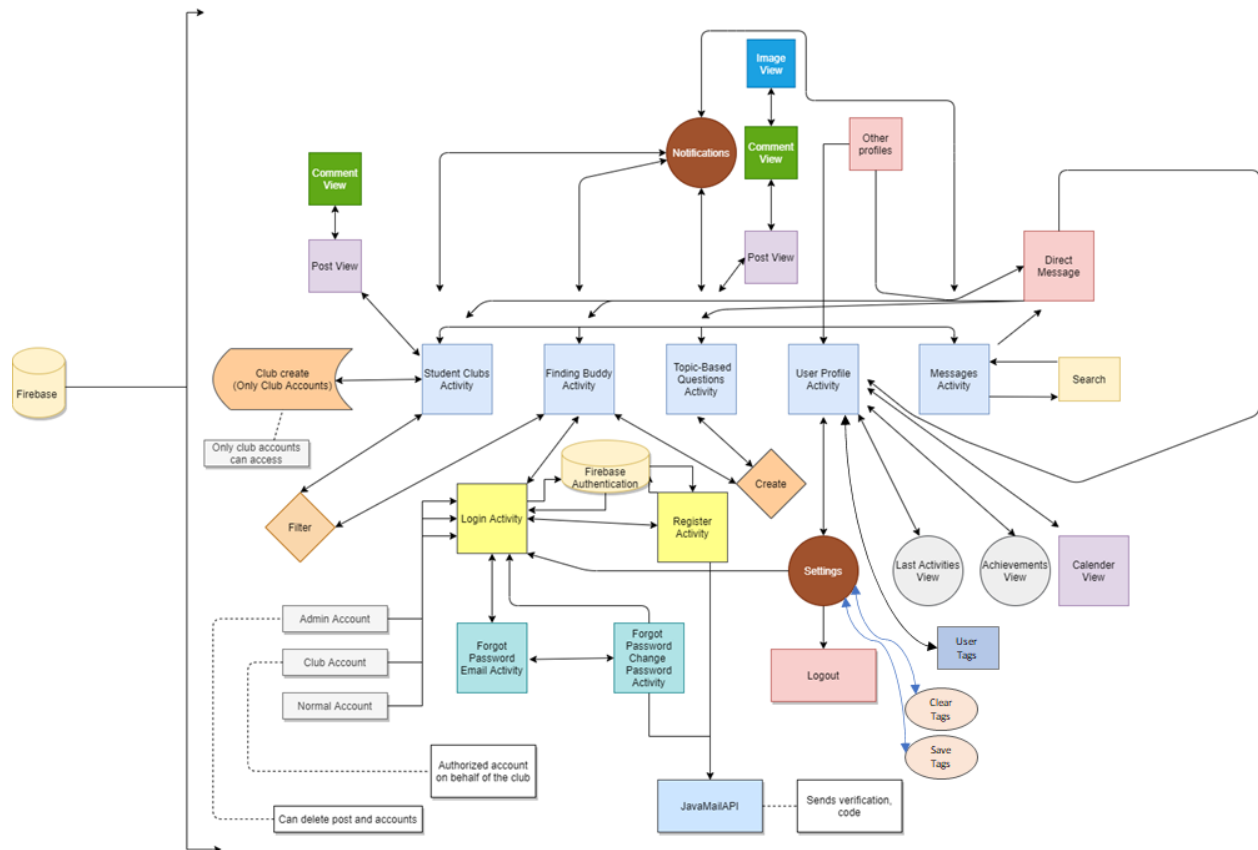 Image
View
Notifications
Comment
View
Other
profiles
Comment
View
Post View
Post View
Direct
Message
Firebase
Club create
(Only Club Accounts)
Student Clubs
Activity
Finding Buddy
Activity
Topic-Based
Questions
Activity
User Profile
Activity
Messages
Activity
Search
Only club accounts
can access
Firebase
Authentication
Create
Filter
Login Activity
Register
Activity
Settings
Last Activities
View
Achievements
View
Calender
View
Admin Account
Club Account
Normal Account
Forgot
Password
Email Activity
Forgot
Password
Change
Password
Activity
Logout
User
Tags
Clear
Tags
Save
Tags
Authorized account
on behalf of the club
Can delete post and accounts
JavaMailAPI
Sends verification,
code